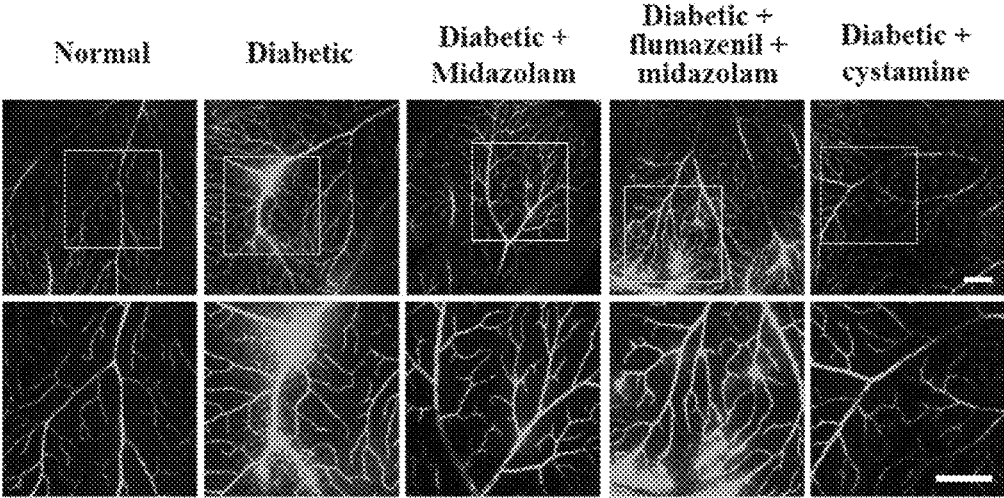 Normal
Diabetic
Diabetic +
Midazolam
Diabetic +
flumazenil +
midazolam
Diabetic +
cystamine